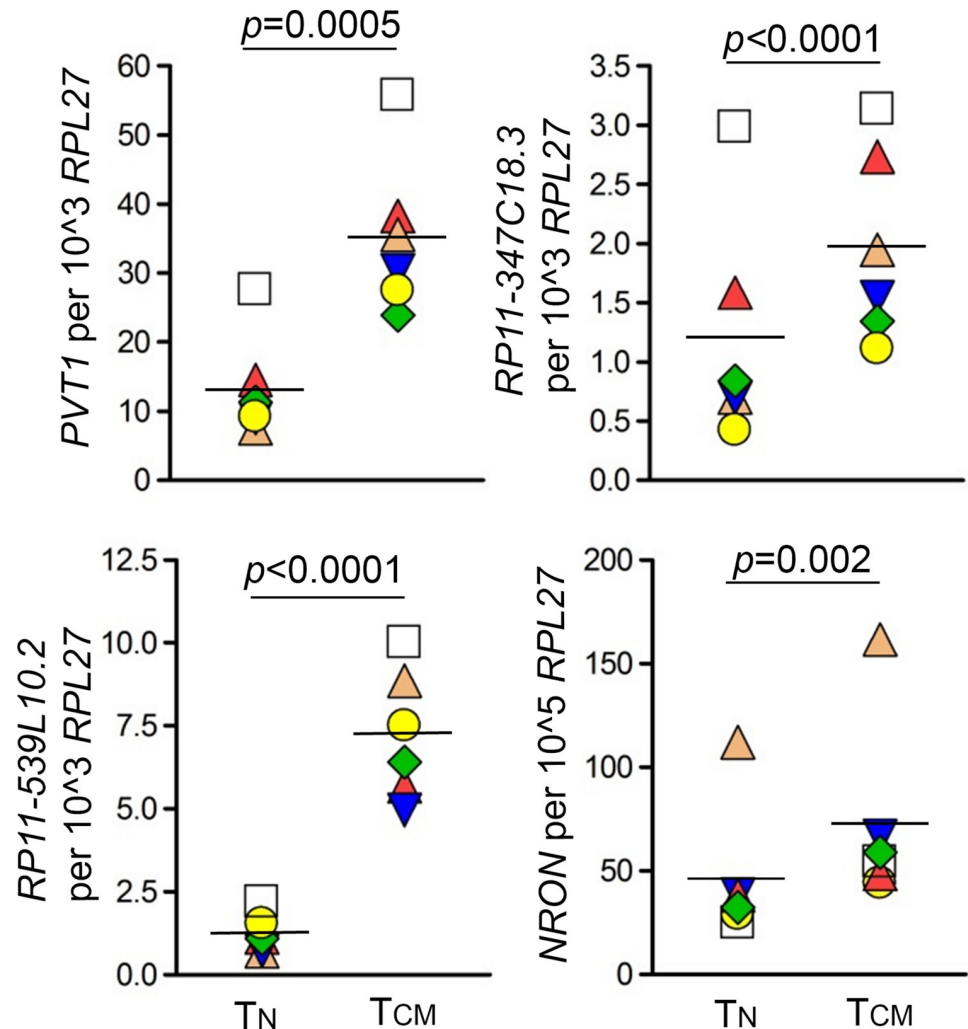 p=0.0005
PVT1 per 10^3 RPL27
60
50
40
30
20
10
0
p<0.0001
RP11-347C18.3
per 10^3 RPL27
3.5
3.0
2.5
2.0
1.5
1.0
0.5
0.0
p<0.0001
RP11-539L10.2
per 10^3 RPL27
12.5
10.0
7.5
5.0
2.5
0.0
TN
TCM
p=0.002
NRON per 10^5 RPL27
200
150
100
50
0
TN
TCM